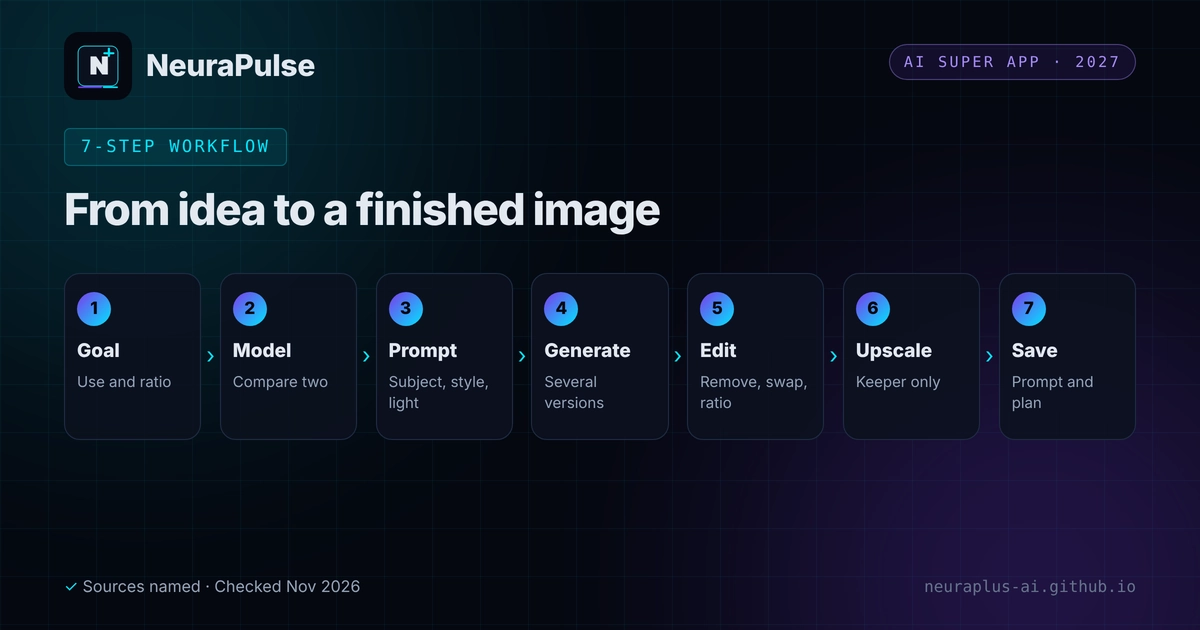 N
NeuraPulse
AI SUPER APP · 2027
7-STEP WORKFLOW
From idea to a finished image
1
Goal
Use and ratio
›
2
Model
Compare two
›
3
Prompt
Subject, style,
light
›
4
Generate
Several
versions
›
5
Edit
Remove, swap,
ratio
›
6
Upscale
Keeper only
›
7
Save
Prompt and
plan
✓ Sources named · Checked Nov 2026
neuraplus-ai.github.io